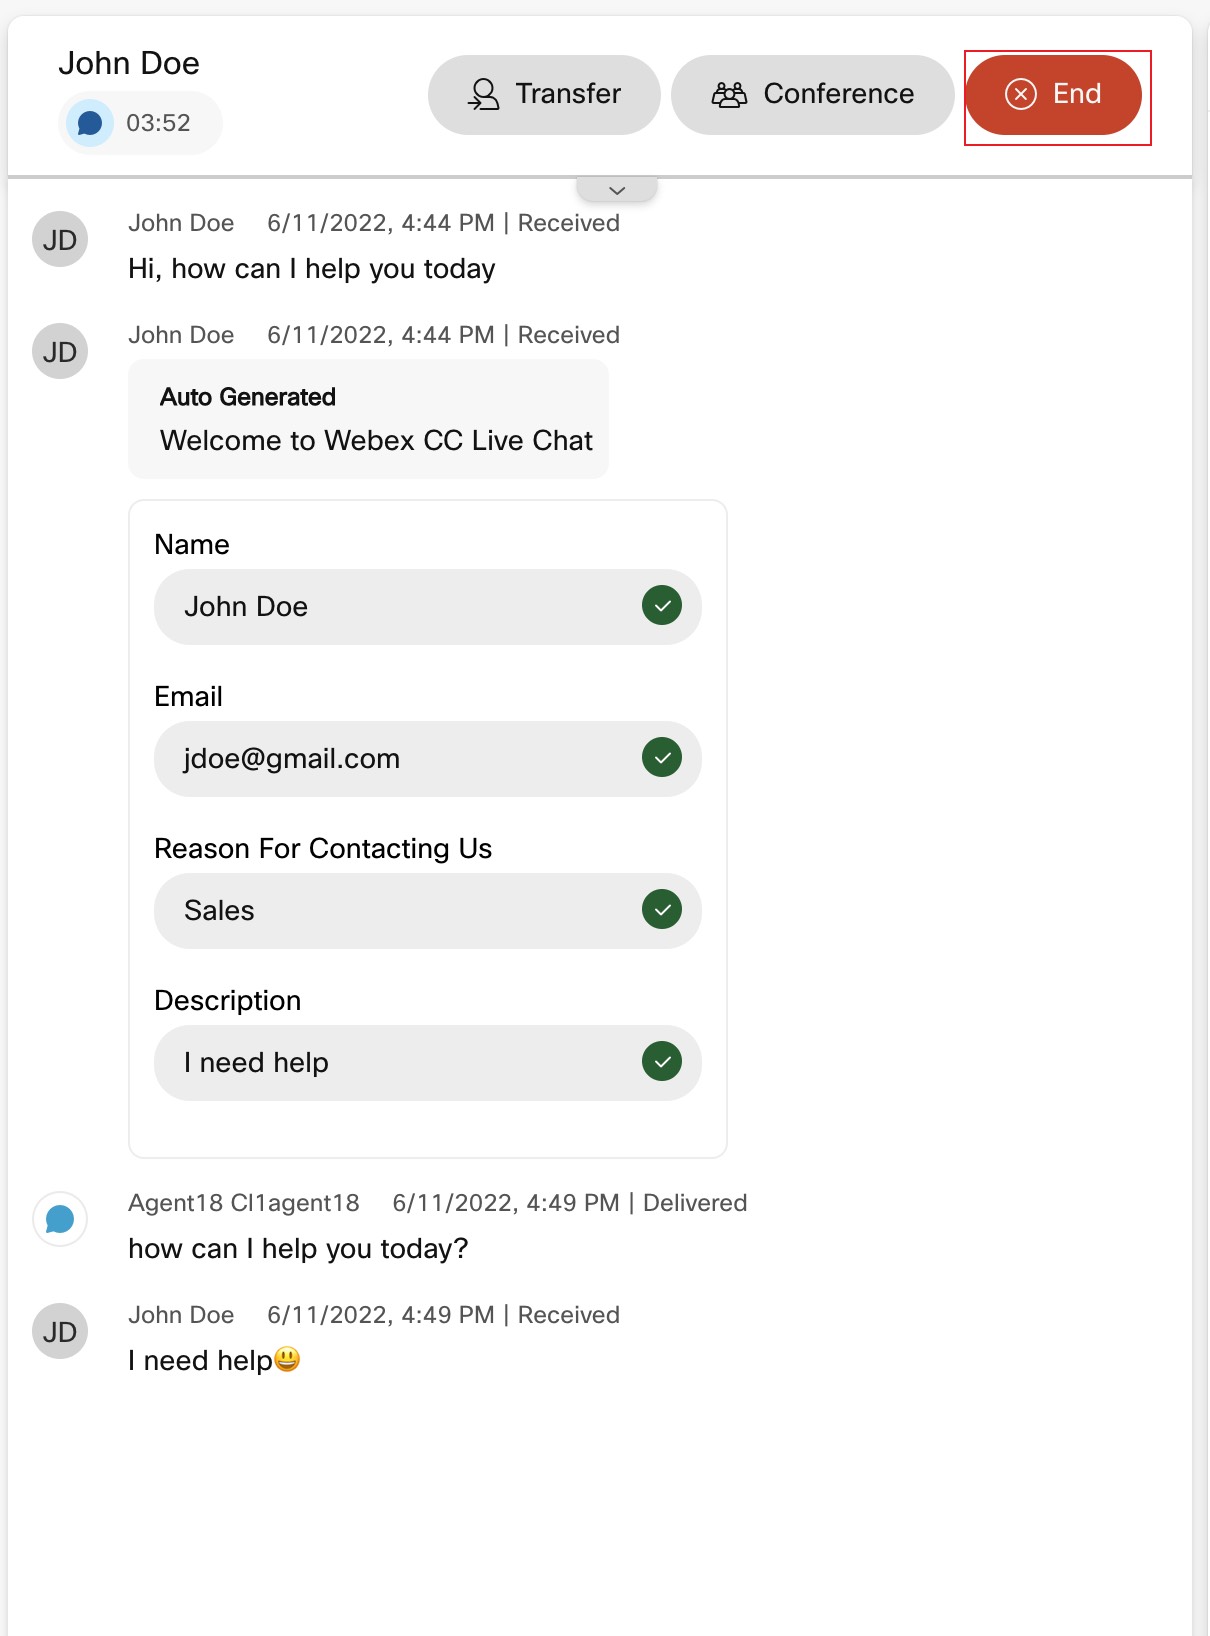 John Doe
03:52
Transfer
Conference
End
John Doe 6/11/2022, 4:44 PM | Received
JD
Hi, how can I help you today
John Doe 6/11/2022, 4:44 PM | Received
JD
Auto Generated
Welcome to Webex CC Live Chat
Name
John Doe
Email
jdoe@gmail.com
Reason For Contacting Us
Sales
Description
I need help
Agent18 Cl1agent18 6/11/2022, 4:49 PM | Delivered
how can I help you today?
John Doe 6/11/2022, 4:49 PM | Received
JD
I need help😃